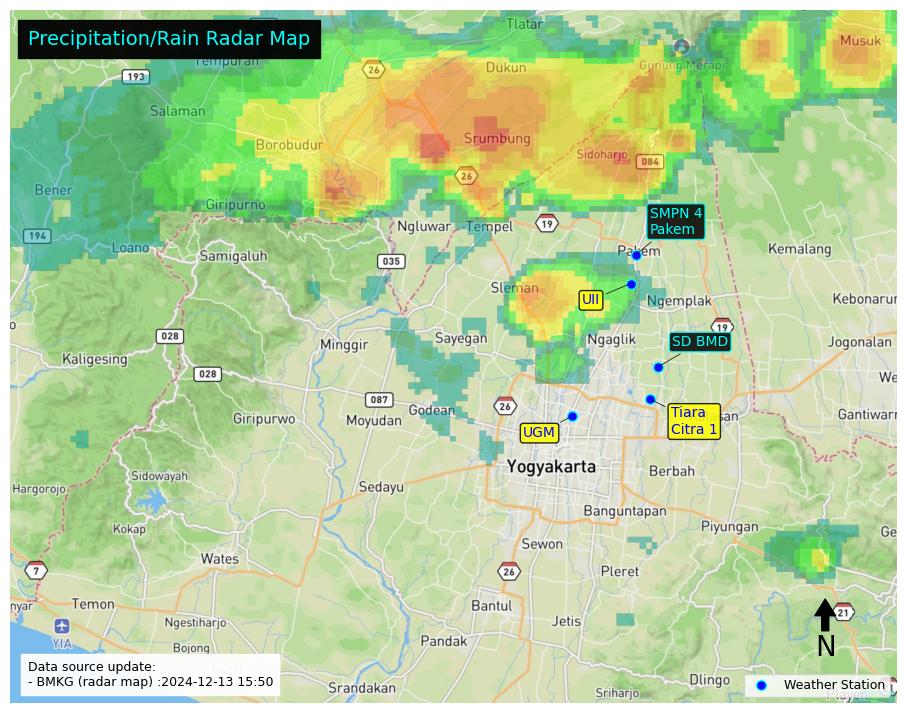 Precipitation/Rain Radar Map
Tlatar
Tempuran
193
26
Dukun
Gunung Merapi
Musuk
Salaman
Borobudur
Srumbung
Sidoharjo
084
26
Bener
Giripurno
SMPN 4
Pakem
194
Loano
Samigaluh
Ngluwar
Tempel
19
Pakem
Kemalang
035
Sleman
UII
Ngemplak
Kebonarum
028
Kaligesing
Minggir
Sayegan
Ngaglik
SD BMD
19
Jogonalan
028
087
Godean
26
Giripurwo
Moyudan
UGM
Tiara
Citra 1
asan
We
Gantiwarn
Yogyakarta
Berbah
Hargorojo
Sidowayah
Sedayu
Kokap
Banguntapan
Piyungan
Ge
Wates
Sewon
7
26
Pleret
nyar
Temon
Ngestiharjo
Bantul
Jetis
21
YIA
Bojong
Pandak
N
Data source update:
- BMKG (radar map) :2024-12-13 15:50
Srandakan
Sriharjo
Dlingo
Weather Station